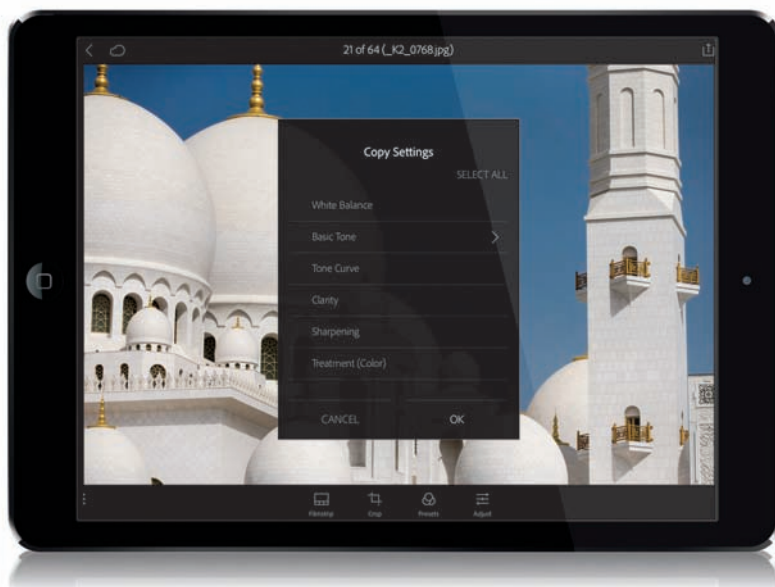 21 of 64 (_K2_0768.jpg)
Copy Settings
SELECT ALL
White Balance
Basic Tone
Tone Curve
Clarity
Sharpening
Treatment (Color)
CANCEL OK
Filmstrip Crop Presets Adjust